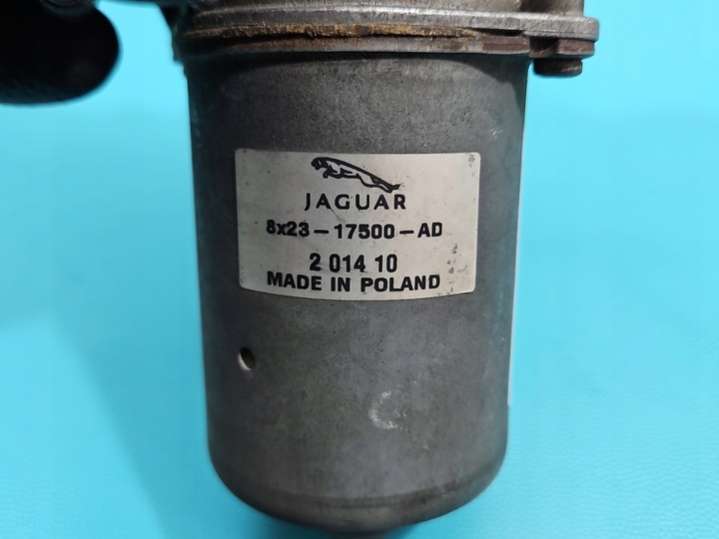 JAGUAR
8x23-17500-AD
2 014 10
MADE IN POLAND